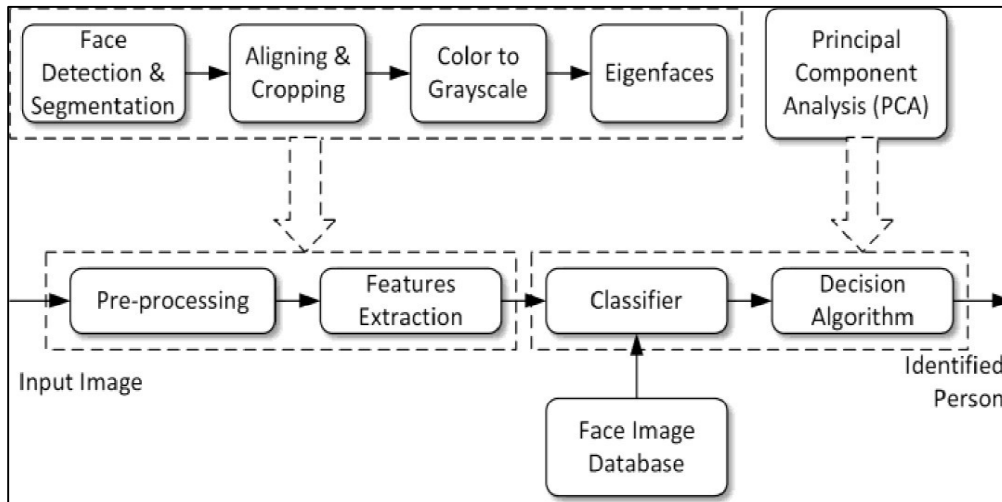 Face
Detection &
Segmentation
Aligning &
Cropping
Color to
Grayscale
Eigenfaces
Principal
Component
Analysis (PCA)
Pre-processing
Features
Extraction
Classifier
Decision
Algorithm
Input Image
Identified
Person
Face Image
Database